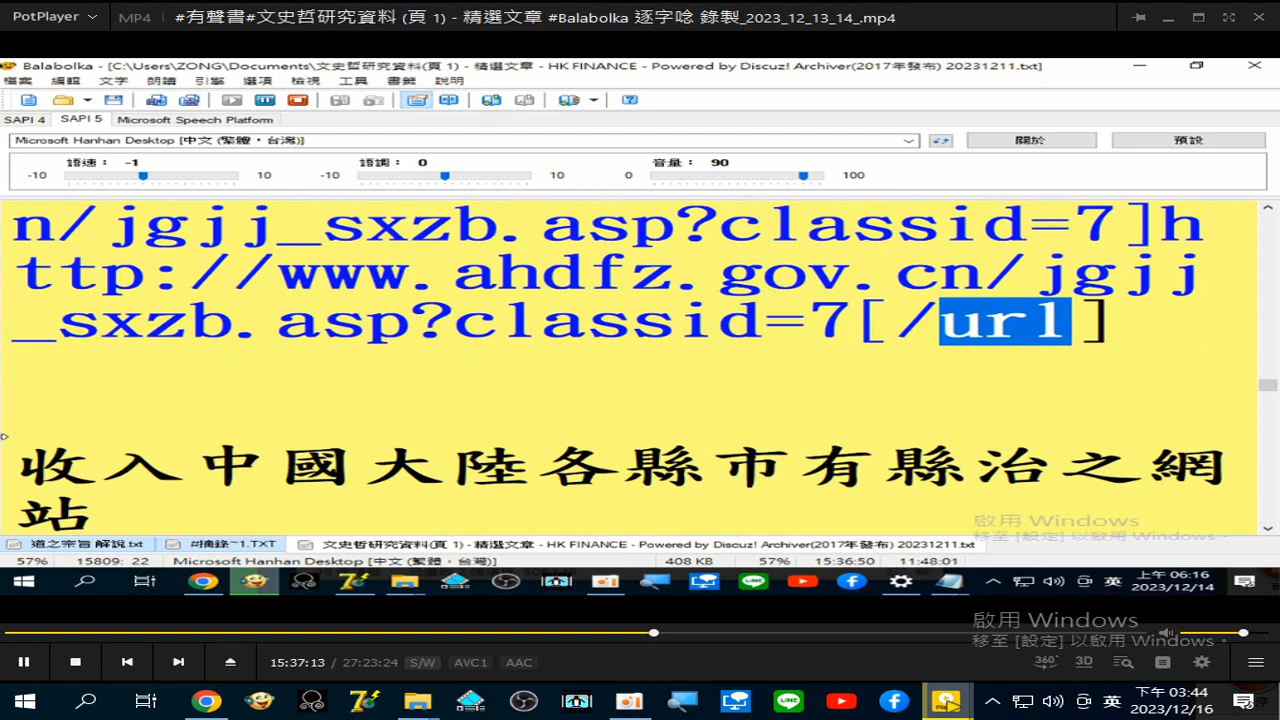 PotPlayer MP4 #有聲書#文史哲研究資料 (頁 1) - 精選文章 #Balabolka 逐字唸 錄製_2023_12_13_14_.mp4
Balabolka - [C:\Users\ZONG\Documents\文史哲研究資料(頁 1) - 精選文章 - HK FINANCE - Powered by Discuz! Archiver(2017年發布) 20231211.txt]
檔案 編輯 文字 朗讀 引擎 選項 檢視 工具 書籤 說明
SAPI 4 SAPI 5 Microsoft Speech Platform
Microsoft Hanhan Desktop [中文 (繁體，台灣)] 關於 預設
語速： -1 語調： 0 音量： 90
-10 10 -10 10 0 100
n/jgjj_sxzb.asp?classid=7]h
ttp://www.ahdfz.gov.cn/jgjj
_sxzb.asp?classid=7[/url]
收入中國大陸各縣市有縣治之網
站
啟用 Windows
移至 [設定] 以啟用 Windows。
道之宗旨 解說.txt #摘錄~1.TXT 文史哲研究資料(頁 1) - 精選文章 - HK FINANCE - Powered by Discuz! Archiver(2017年發布) 20231211.txt
57% 15809: 22 Microsoft Hanhan Desktop [中文 (繁體，台灣)] 408 KB 57% 15:36:50 11:48:01
英 上午 06:16
2023/12/14
啟用 Windows
移至 [設定] 以啟用 Windows。
15:37:13 / 27:23:24 S/W AVC1 AAC 360° 3D
英 下午 03:44
2023/12/16